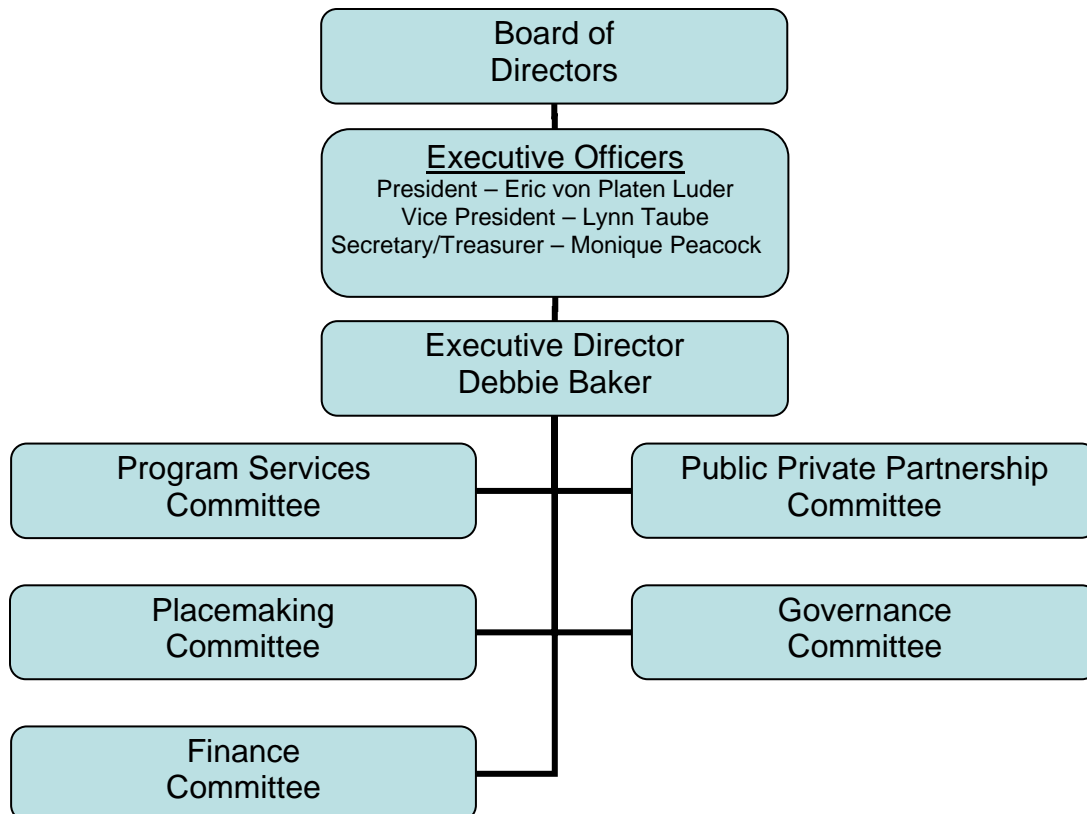 Board of
Directors
Executive Officers
President – Eric von Platen Luder
Vice President – Lynn Taube
Secretary/Treasurer – Monique Peacock
Executive Director
Debbie Baker
Program Services
Committee
Public Private Partnership
Committee
Placemaking
Committee
Governance
Committee
Finance
Committee